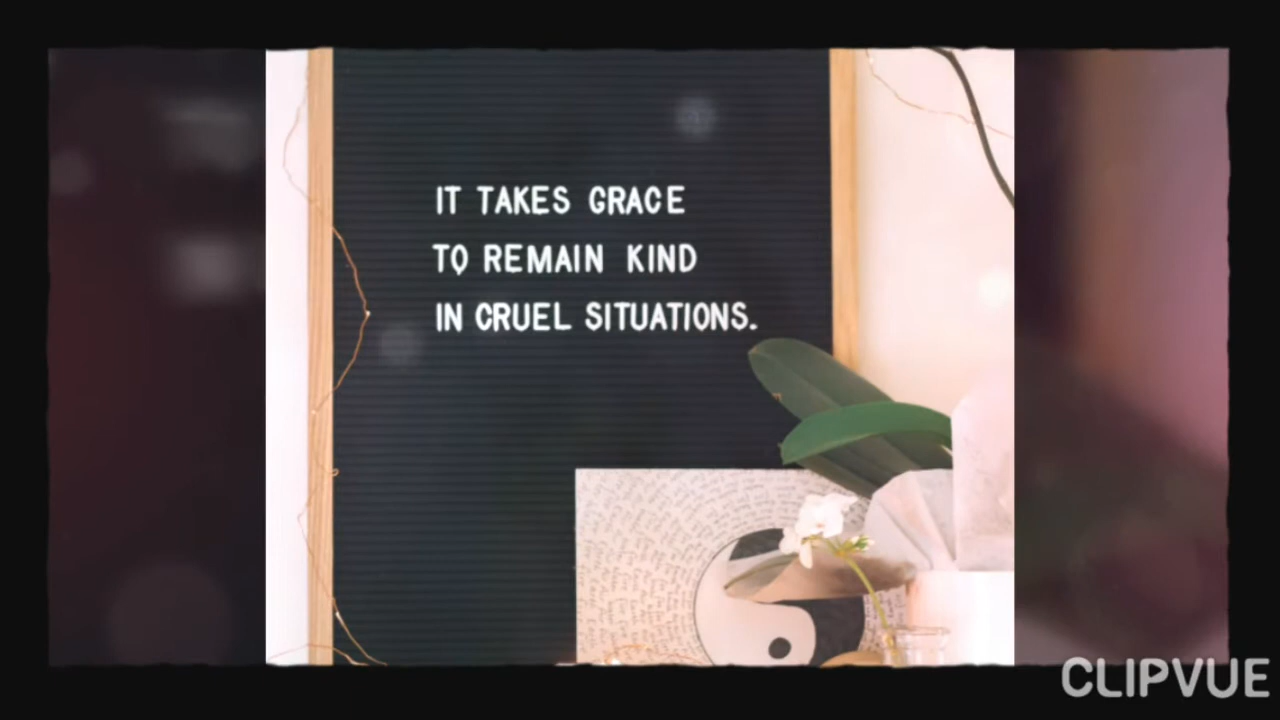 IT TAKES GRACE
TO REMAIN KIND
IN CRUEL SITUATIONS.
CLIPVUE